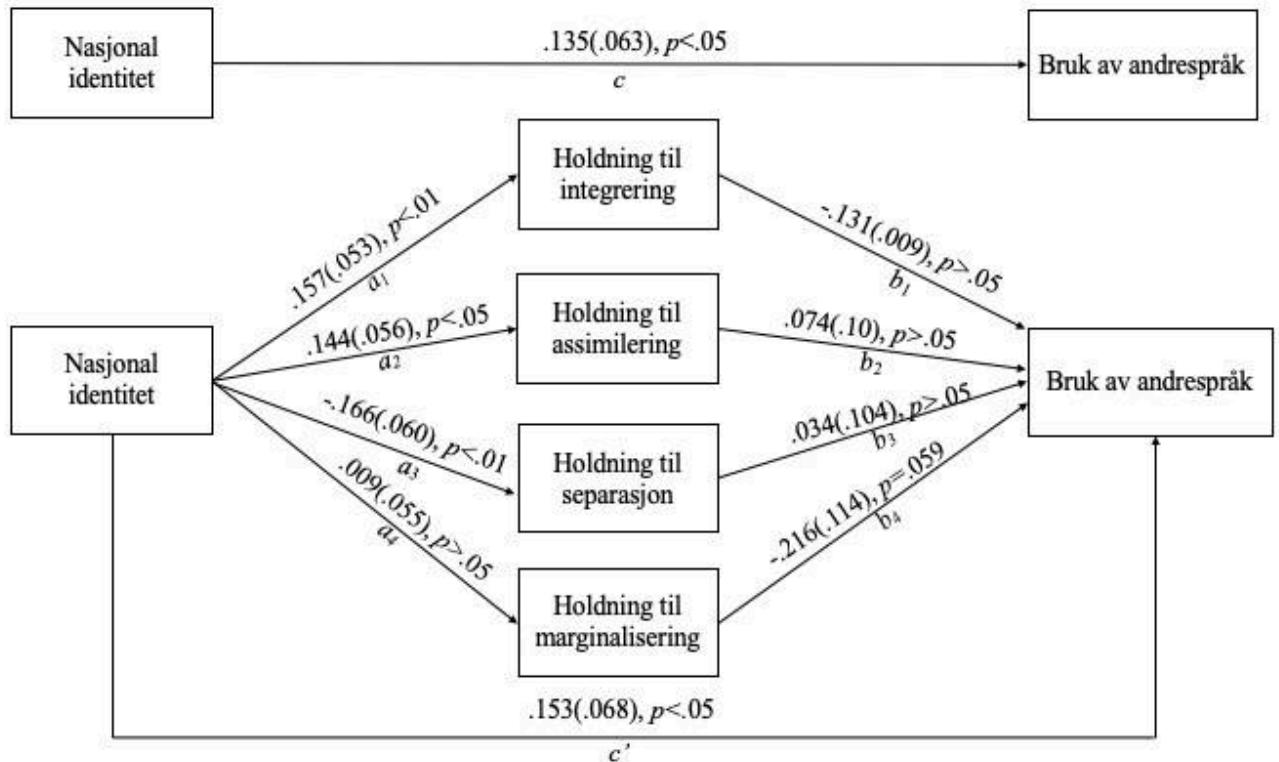 Nasjonal
identitet
.135(.063), p<.05
c
Bruk av andrespråk
Holdning til
integrering
.157(.053), p<.01
a1
-.131(.009), p>.05
b1
Holdning til
assimilering
.144(.056), p<.05
a2
.074(.10), p>.05
b2
Nasjonal
identitet
Bruk av andrespråk
-.166(.060), p<.01
a3
Holdning til
separasjon
.034(.104), p>.05
b3
.009(.055), p>.05
a4
Holdning til
marginalisering
-.216(.114), p=.059
b4
.153(.068), p<.05
c’